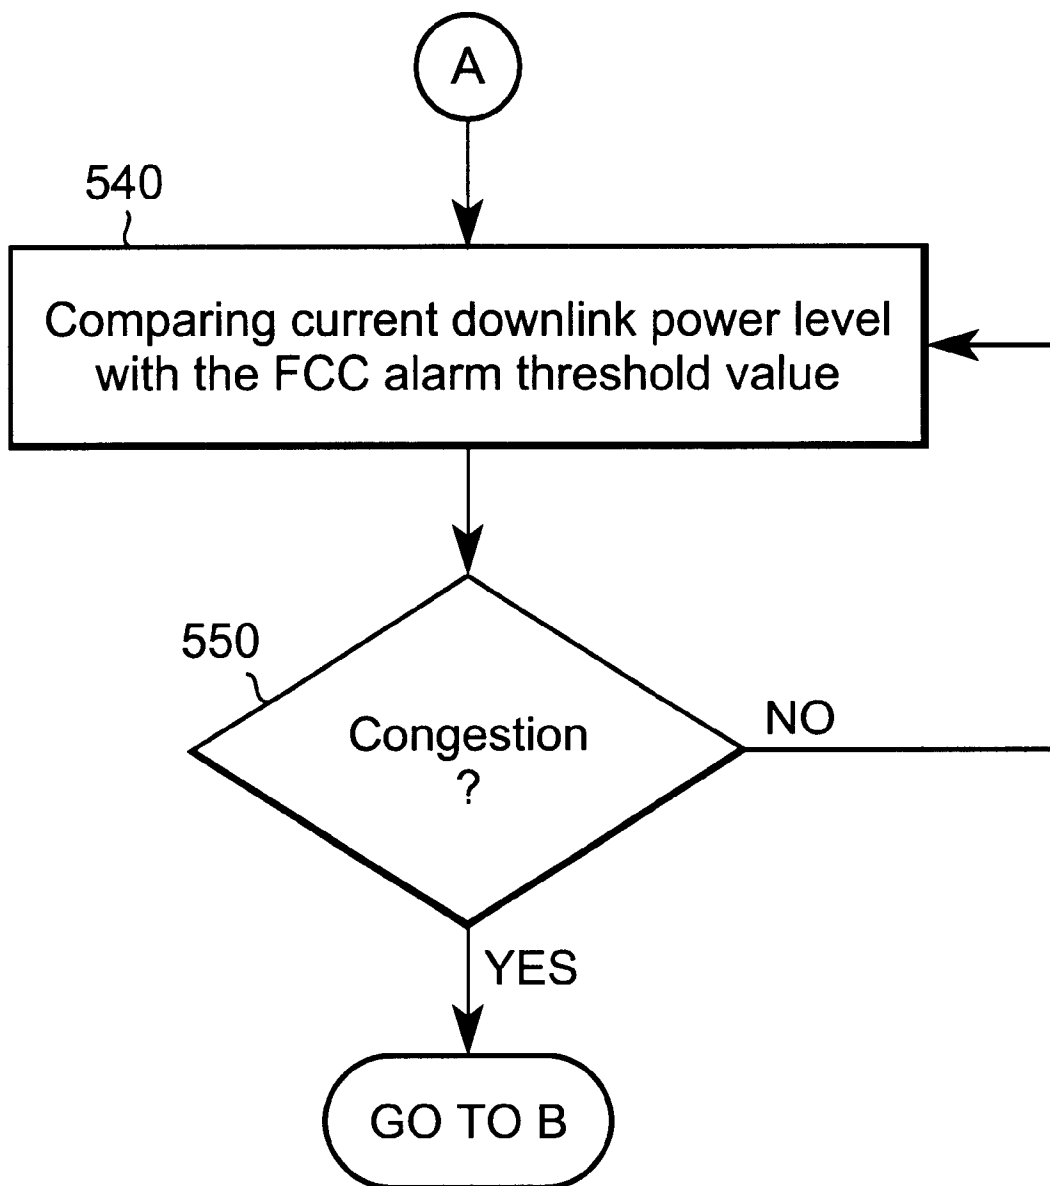 A
540
Comparing current downlink power level
with the FCC alarm threshold value
550
Congestion
?
NO
YES
GO TO B